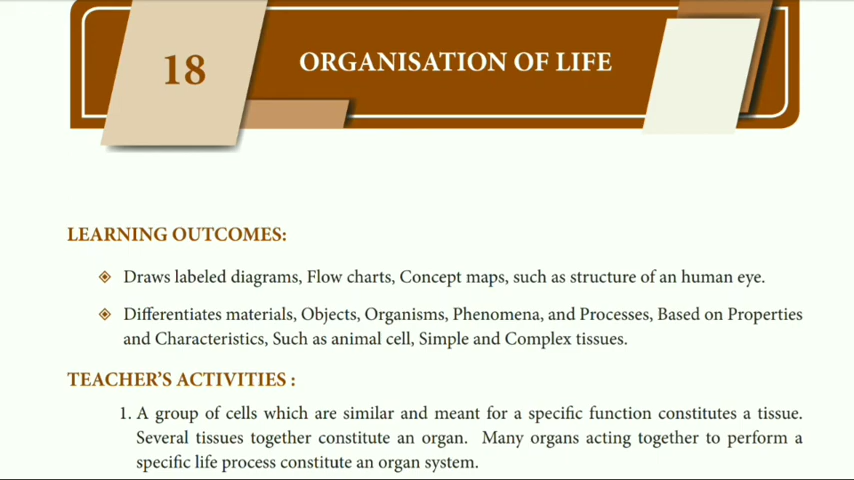 18
ORGANISATION OF LIFE
LEARNING OUTCOMES:
Draws labeled diagrams, Flow charts, Concept maps, such as structure of an human eye.
Differentiates materials, Objects, Organisms, Phenomena, and Processes, Based on Properties
and Characteristics, Such as animal cell, Simple and Complex tissues.
TEACHER'S ACTIVITIES :
1. A group of cells which are similar and meant for a specific function constitutes a tissue.
Several tissues together constitute an organ. Many organs acting together to perform a
specific life process constitute an organ system.